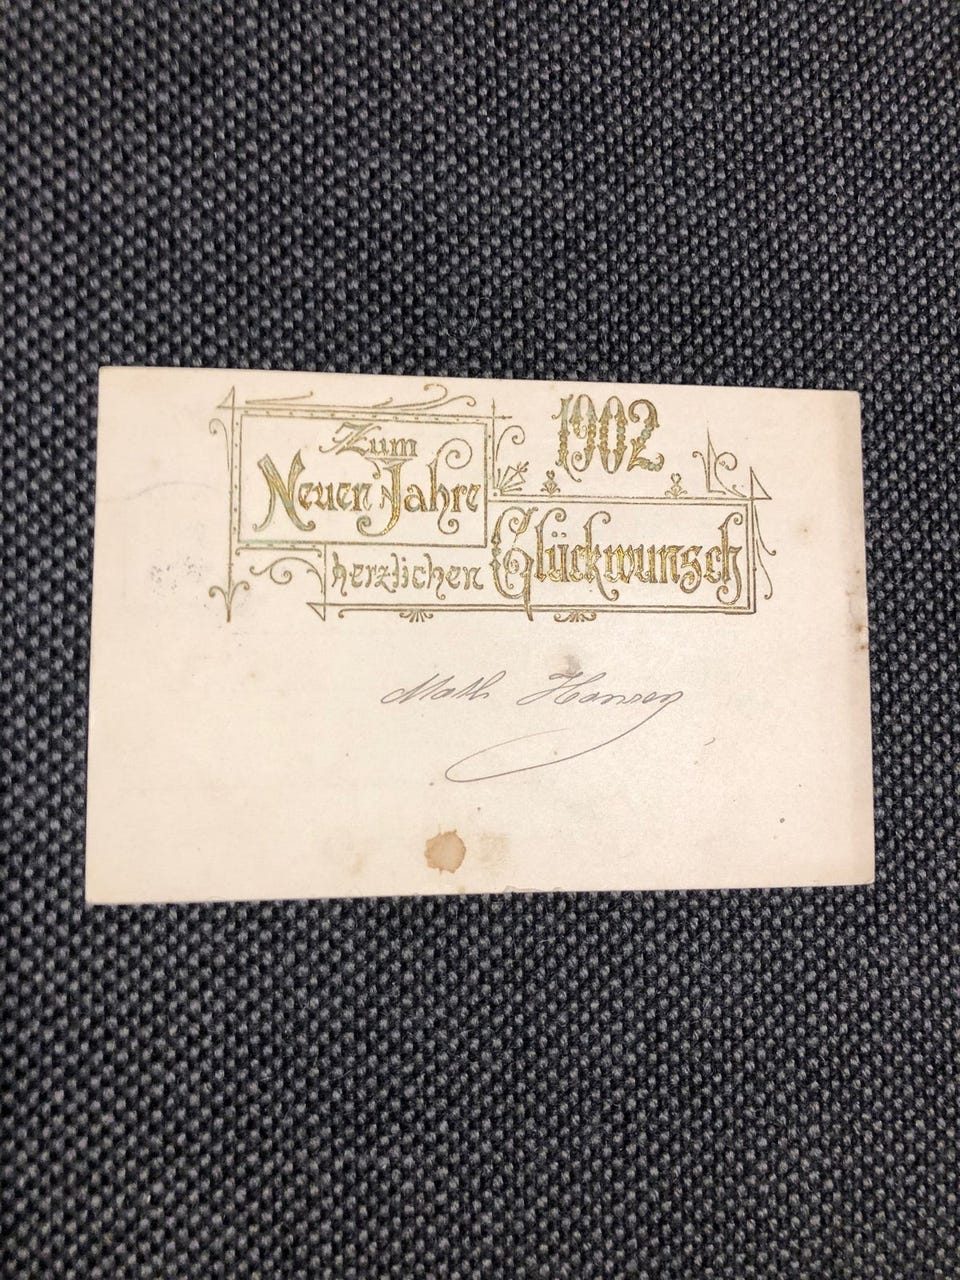 1902
Zum
Neuen Jahre
herzlichen Glückwunsch
Math Hansen